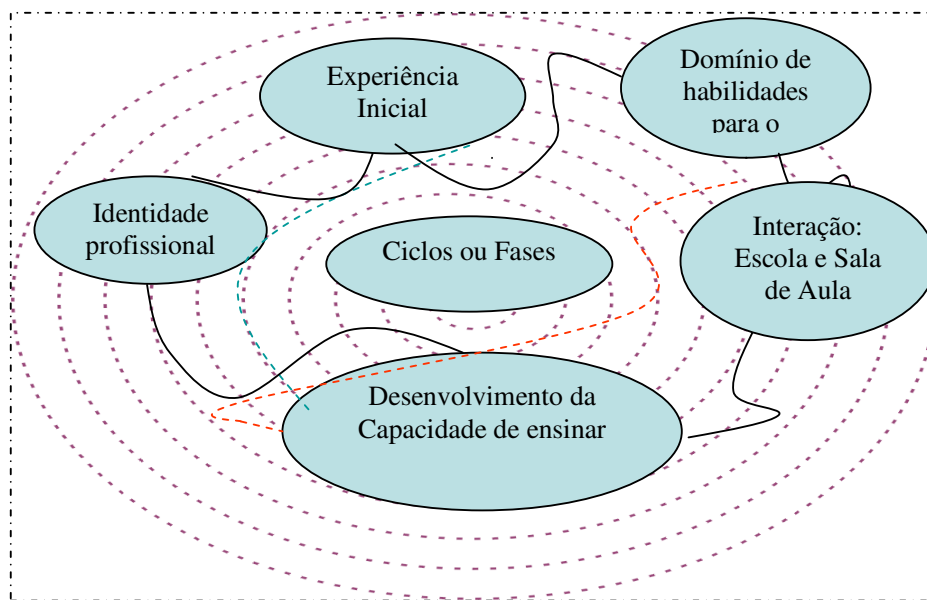 Experiência
Inicial
Domínio de
habilidades
para o
Identidade
profissional
Ciclos ou Fases
Interação:
Escola e Sala
de Aula
Desenvolvimento da
Capacidade de ensinar